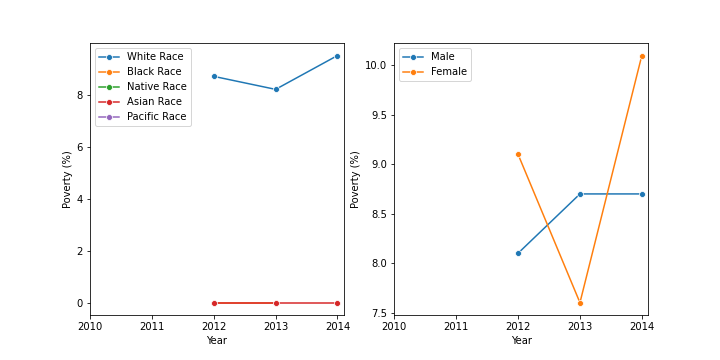 White Race
Black Race
Native Race
Asian Race
Pacific Race
8
6
4
2
0
Poverty (%)
2010 2011 2012 2013 2014
Year
Male
Female
10.0
9.5
9.0
8.5
8.0
7.5
Poverty (%)
2010 2011 2012 2013 2014
Year